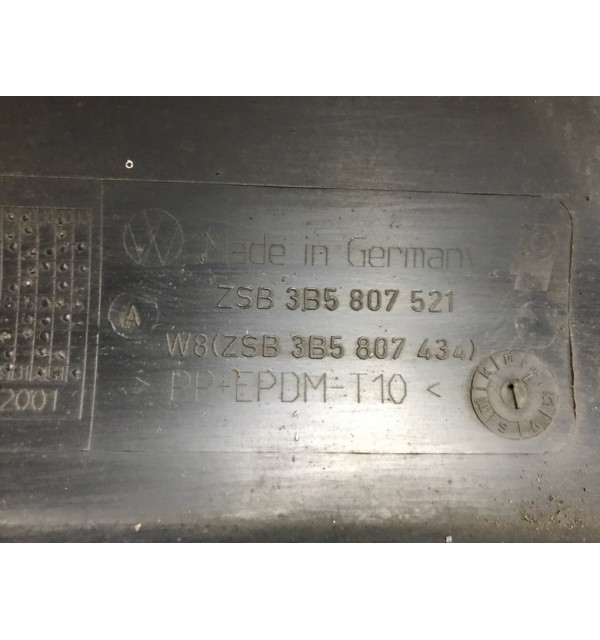 Made in Germany
ZSB 3B5 807 521
A
W8(ZSB 3B5 807 434)
> PP+EPDM-T10 <
2001